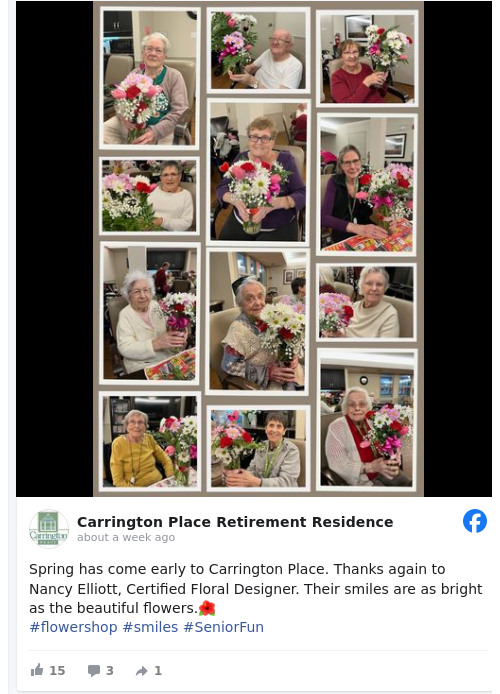 Carrington
Carrington Place Retirement Residence
about a week ago
Spring has come early to Carrington Place. Thanks again to
Nancy Elliott, Certified Floral Designer. Their smiles are as bright
as the beautiful flowers.🌺
#flowershop #smiles #SeniorFun
15 3 1